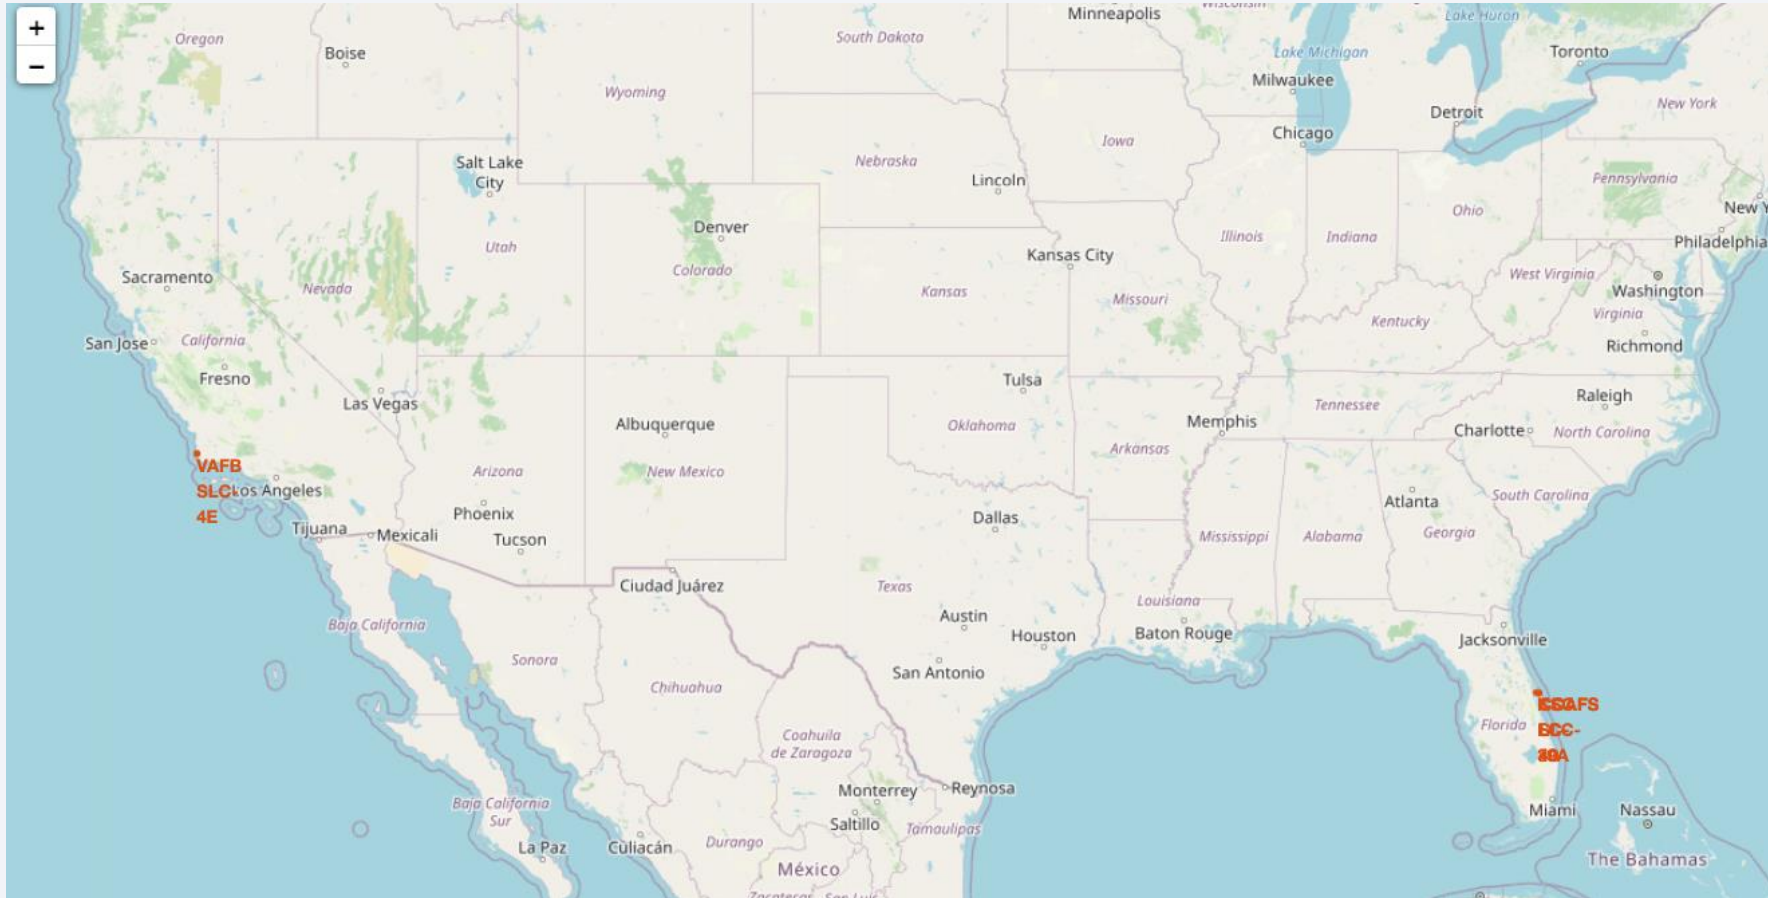 +
−
Oregon
Boise
South Dakota
Minneapolis
Wisconsin
Lake Huron
Lake Michigan
Toronto
Wyoming
Milwaukee
Detroit
New York
Iowa
Chicago
Salt Lake
City
Nebraska
Lincoln
Pennsylvania
New Y
Ohio
Denver
Utah
Illinois
Indiana
Philadelphia
Kansas City
Colorado
Sacramento
Nevada
Kansas
Missouri
West Virginia
Washington
Virginia
Kentucky
San Jose
California
Richmond
Fresno
Las Vegas
Tulsa
Raleigh
Tennessee
Albuquerque
Oklahoma
Memphis
Charlotte
North Carolina
Arkansas
VAFB
SLC-
4E
Los Angeles
Arizona
New Mexico
Atlanta
South Carolina
Phoenix
Dallas
Tijuana
Mexicali
Tucson
Mississippi
Alabama
Georgia
Ciudad Juárez
Texas
Louisiana
Austin
Baja California
Houston
Baton Rouge
Jacksonville
Sonora
San Antonio
Chihuahua
Florida
Coahuila
de Zaragoza
Monterrey
Reynosa
Baja California
Sur
Saltillo
Tamaulipas
Miami
Nassau
La Paz
Culiacán
Durango
México
The Bahamas
Zacatecas
San Luis